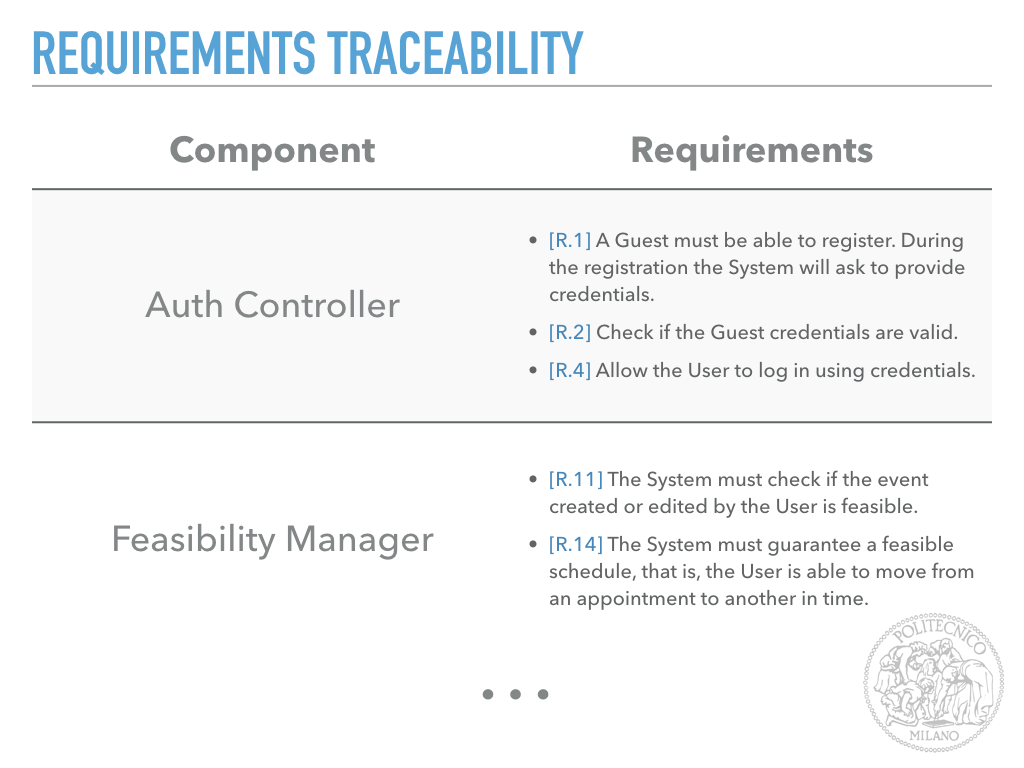 REQUIREMENTS TRACEABILITY
Component
Requirements
Auth Controller
• [R.1] A Guest must be able to register. During
the registration the System will ask to provide
credentials.
• [R.2] Check if the Guest credentials are valid.
• [R.4] Allow the User to log in using credentials.
Feasibility Manager
• [R.11] The System must check if the event
created or edited by the User is feasible.
• [R.14] The System must guarantee a feasible
schedule, that is, the User is able to move from
an appointment to another in time.
• • •
POLITECNICO
MILANO